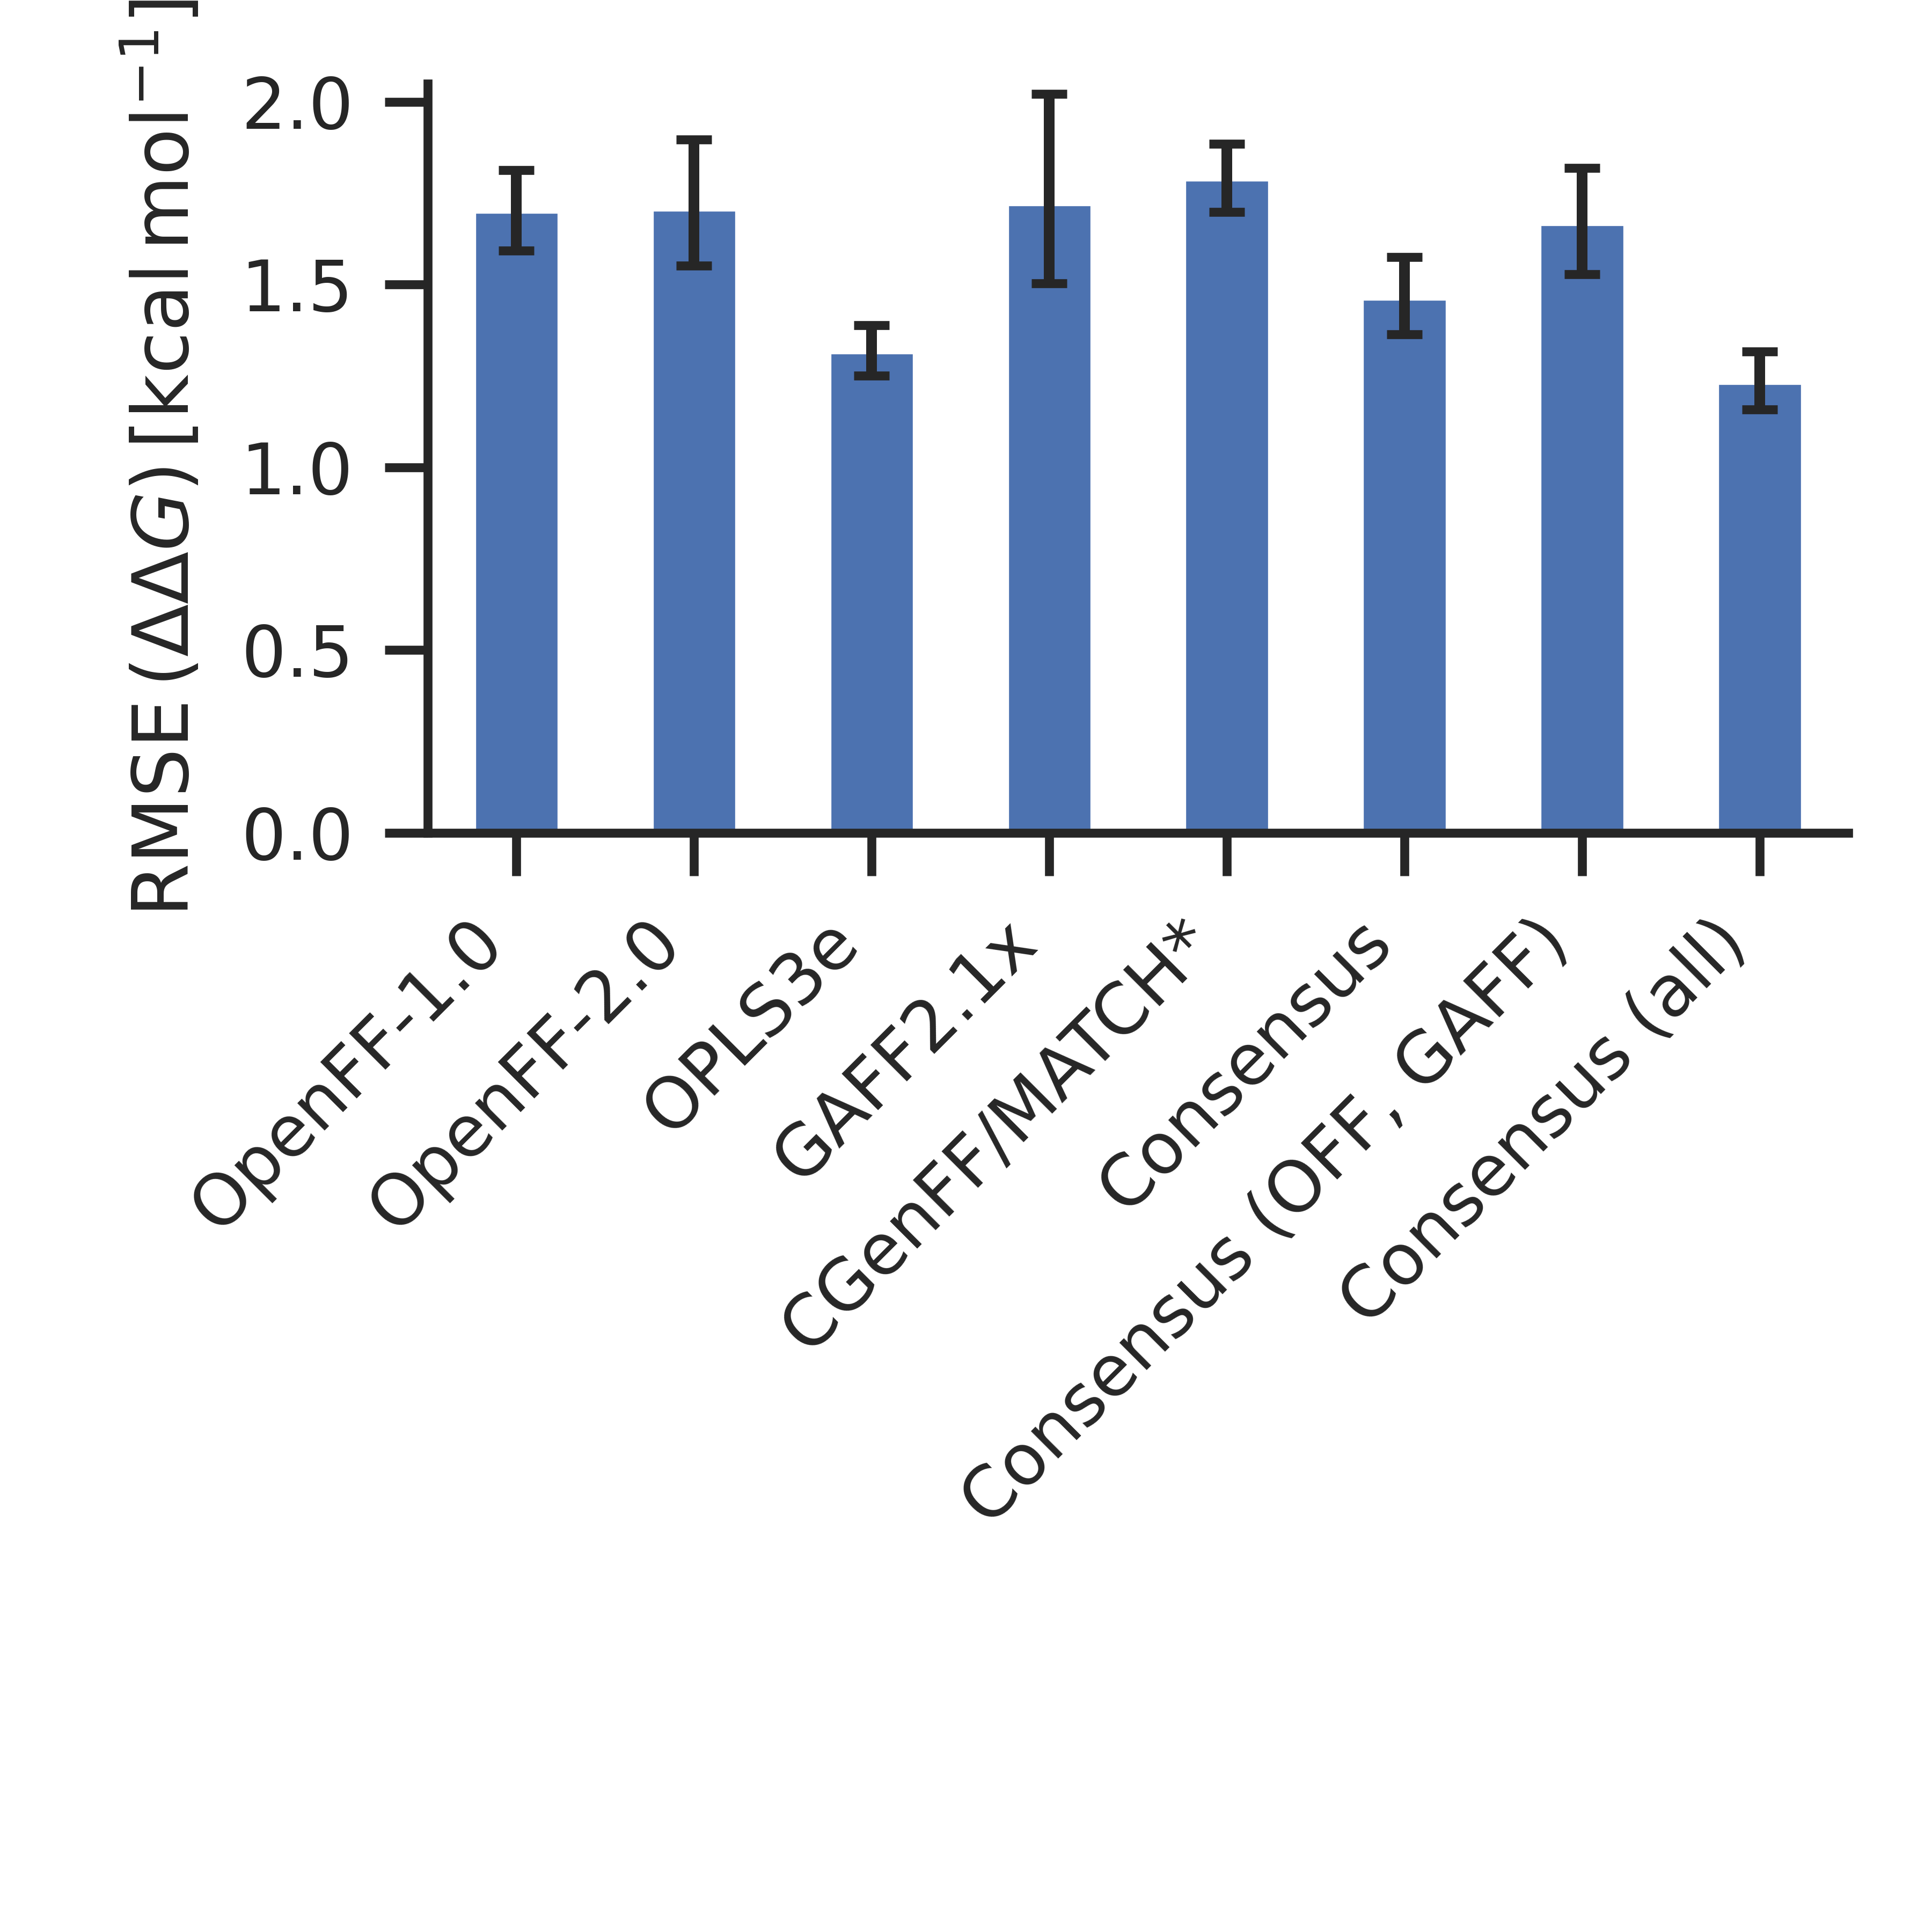 RMSE (ΔΔG) [kcal mol⁻¹]
2.0
1.5
1.0
0.5
0.0
OpenFF-1.0
OpenFF-2.0
OPLS3e
GAFF2.1x
CGenFF/MATCH*
Consensus
Consensus (OFF, GAFF)
Consensus (all)